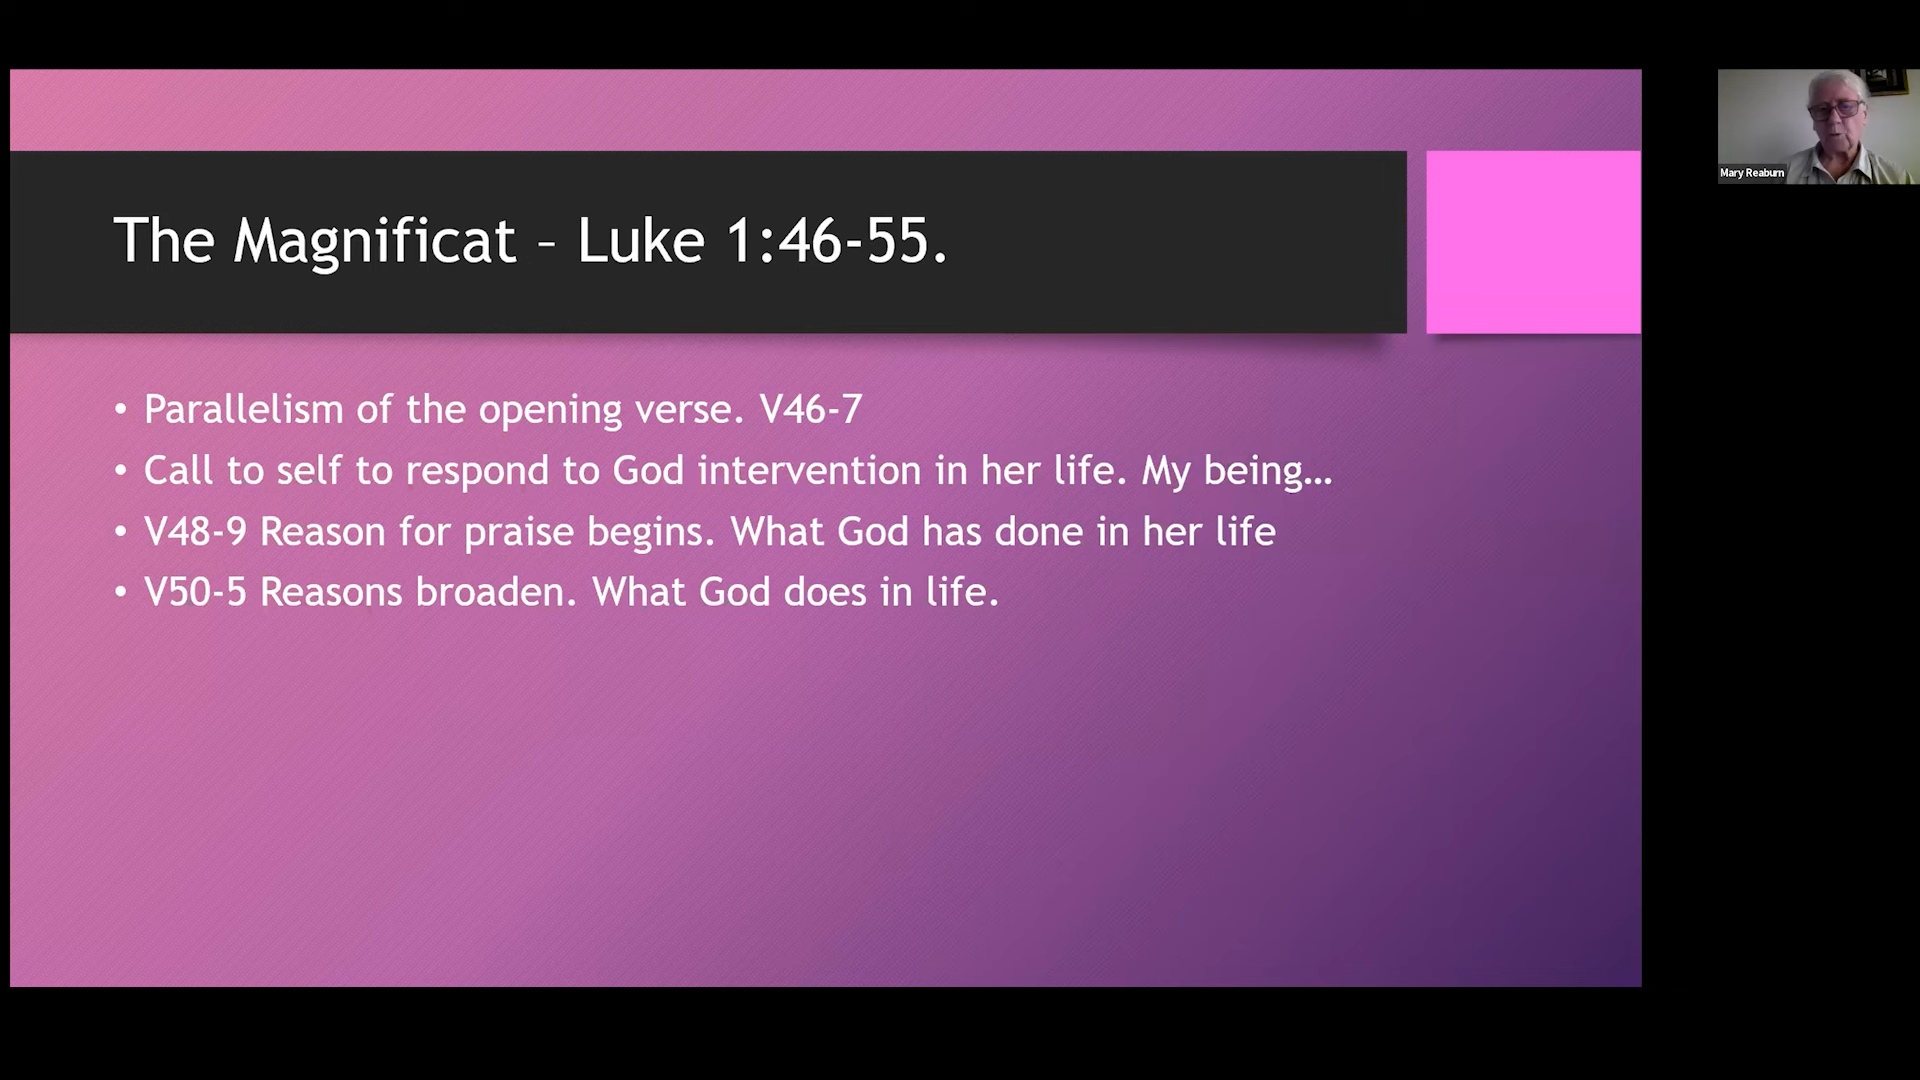 The Magnificat – Luke 1:46-55.
• Parallelism of the opening verse. V46-7
• Call to self to respond to God intervention in her life. My being…
• V48-9 Reason for praise begins. What God has done in her life
• V50-5 Reasons broaden. What God does in life.
Mary Reaburn